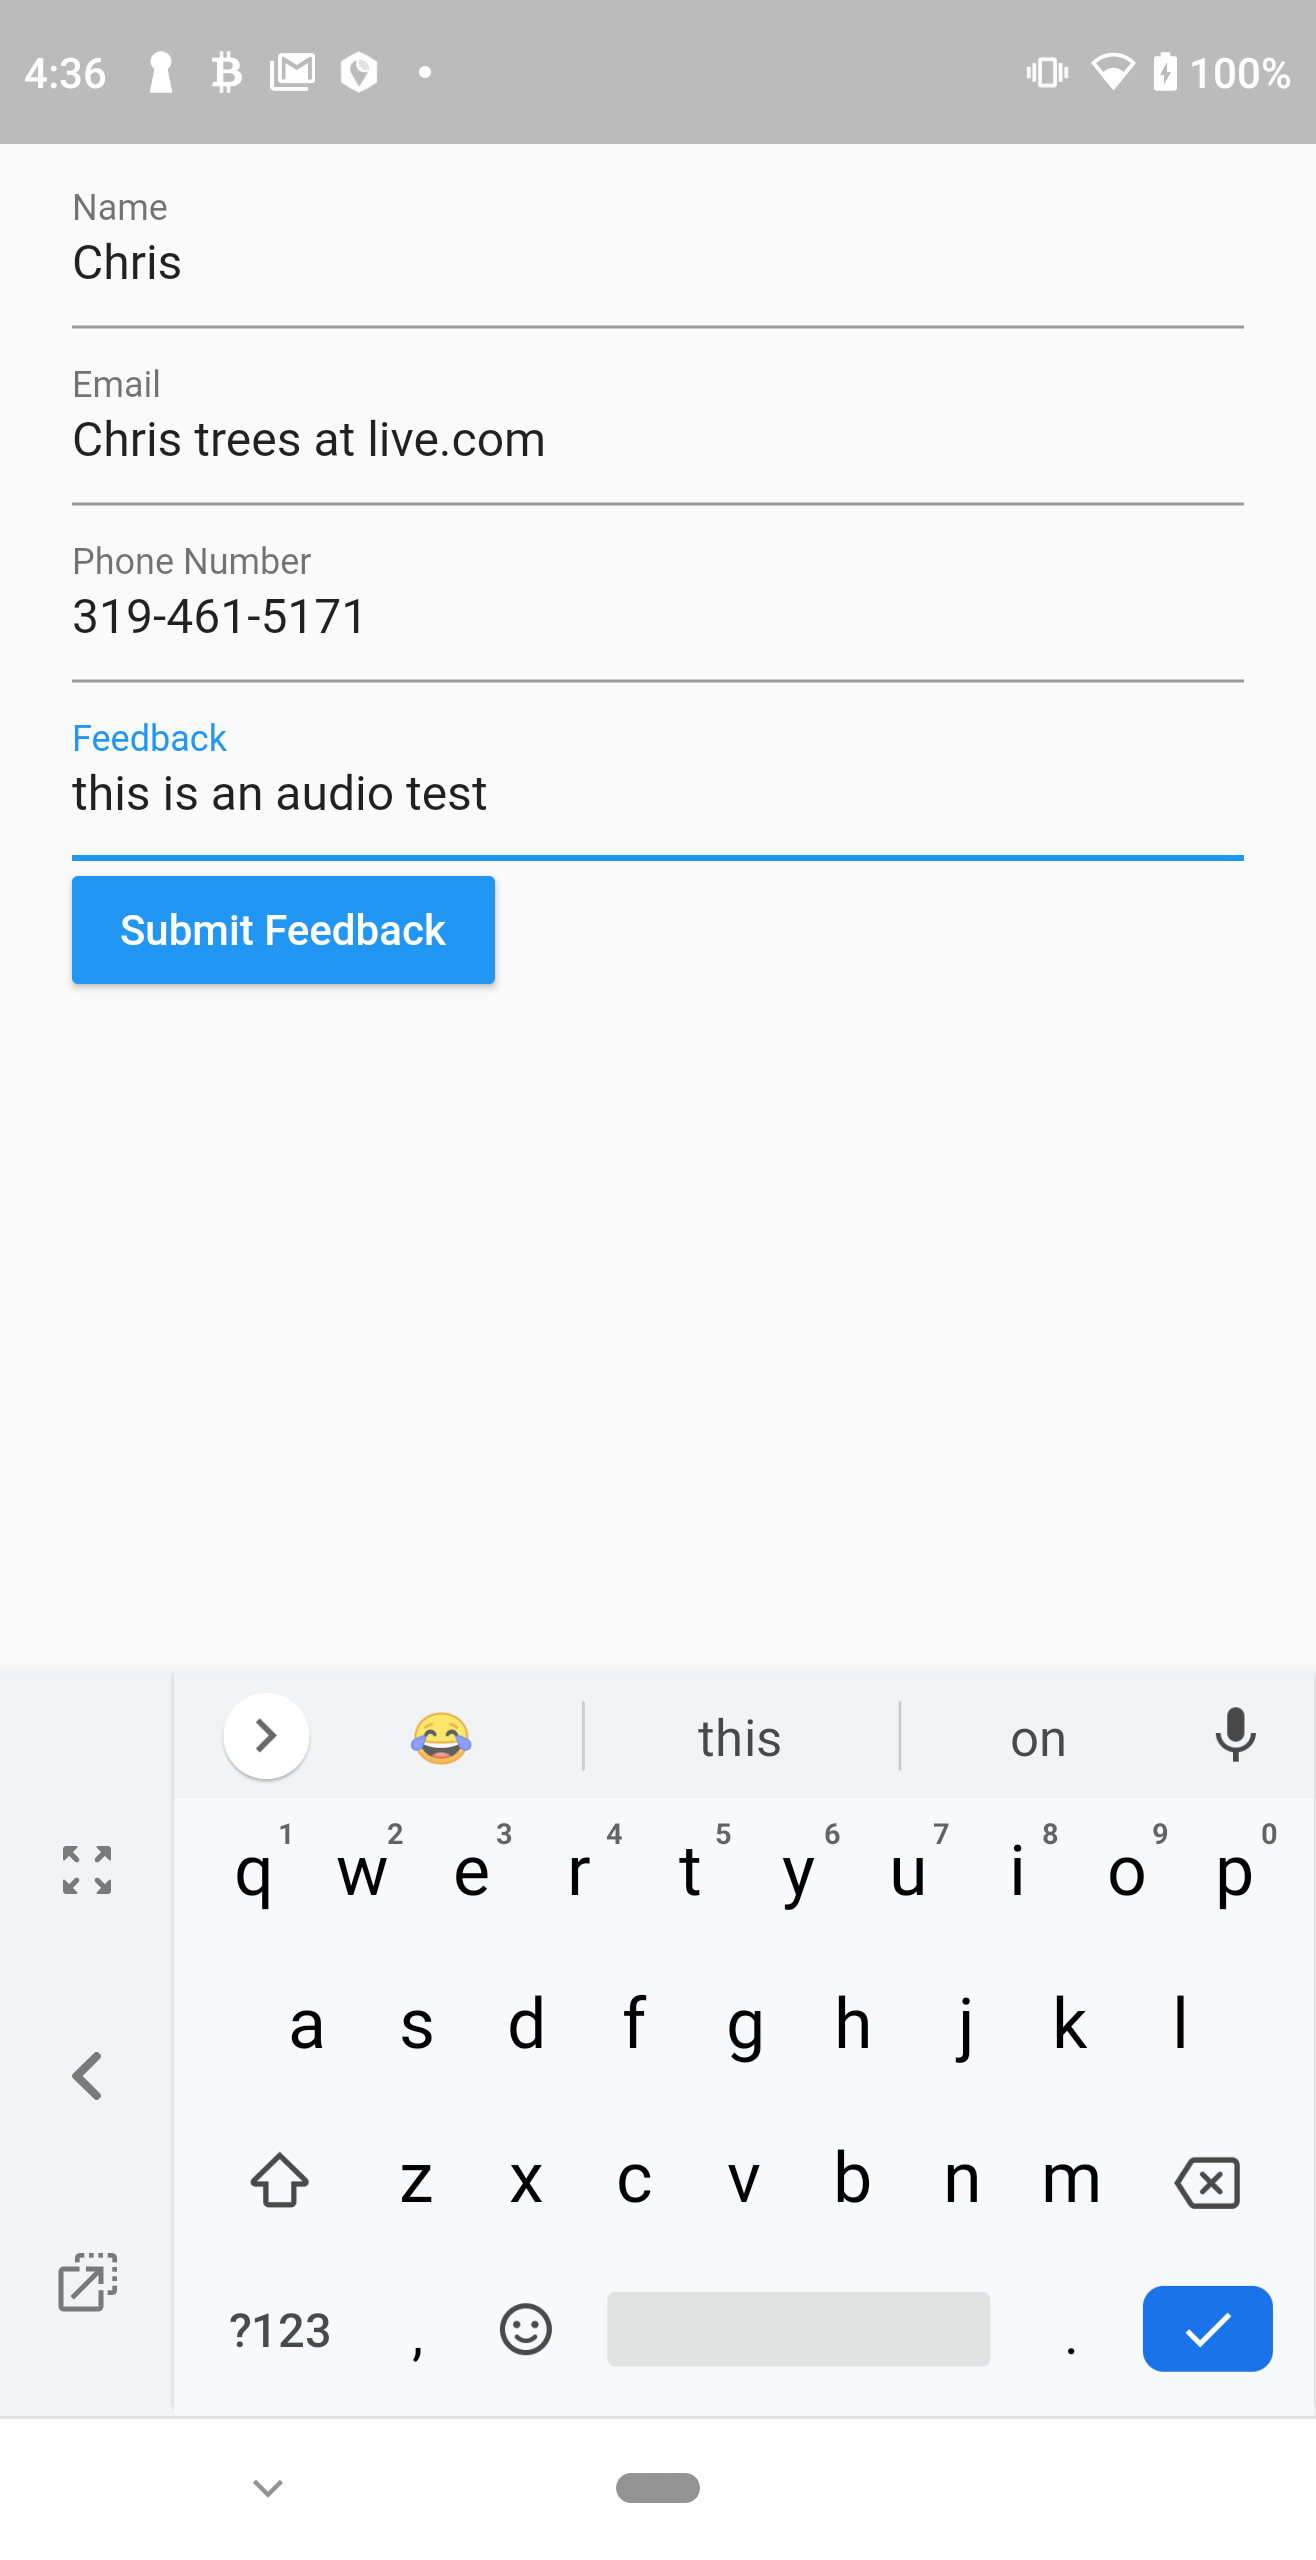 4:36 100%
Name
Chris
Email
Chris trees at live.com
Phone Number
319-461-5171
Feedback
this is an audio test
Submit Feedback
😂 this on
1 2 3 4 5 6 7 8 9 0
q w e r t y u i o p
a s d f g h j k l
z x c v b n m
?123 , .